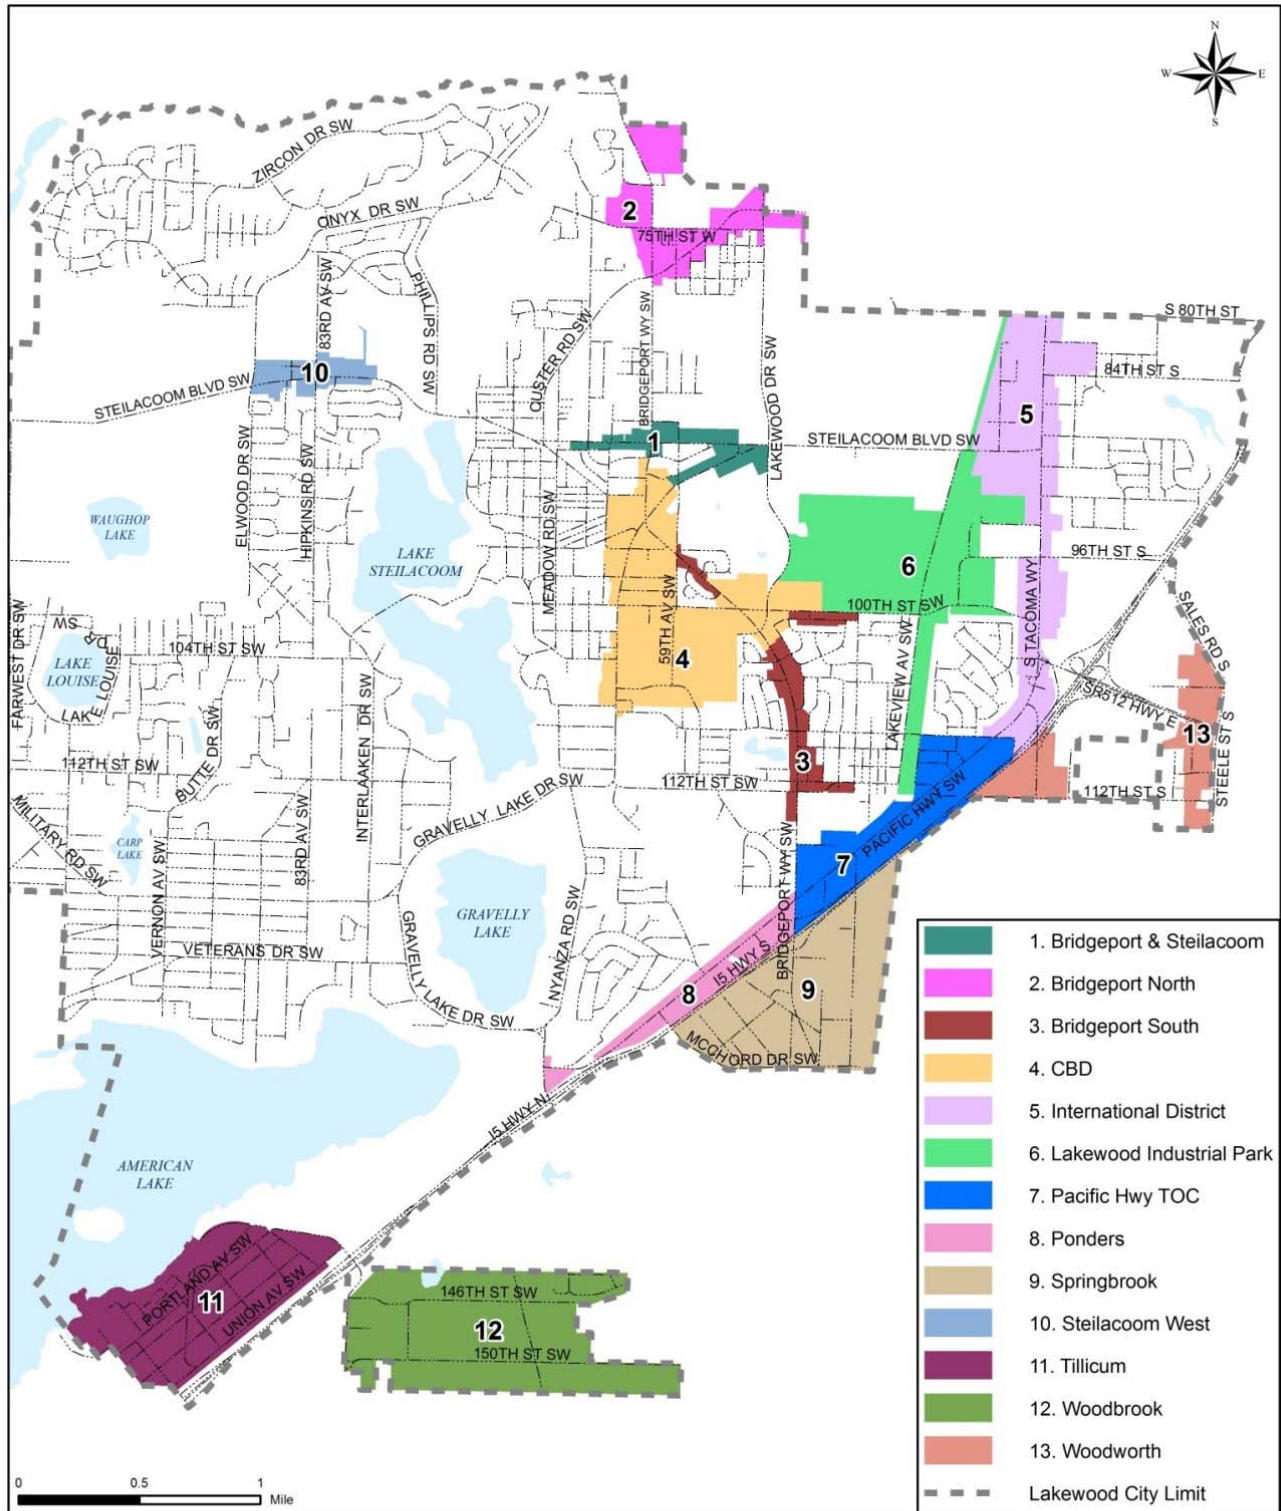 N
W
E
S
ZIRCON DR SW
ONYX DR SW
2
75TH ST W
PHILLIPS RD SW
83RD AV SW
CUSTER RD SW
BRIDGEPORT WY SW
LAKEWOOD DR SW
S 80TH ST
84TH ST S
10
STEILACOOM BLVD SW
5
1
STEILACOOM BLVD SW
ELWOOD DR SW
HIPKINS RD SW
WAUGHOP
LAKE
LAKE
STEILACOOM
MEADOW RD SW
96TH ST S
6
100TH ST SW
S TACOMA WY
SALES RD S
59TH AV SW
4
FARWEST DR SW
LAKE LOUISE DR SW
LAKE
LOUISE
104TH ST SW
INTERLAAKEN DR SW
LAKEVIEW AV SW
SR512 HWY E
13
STEELE ST S
3
112TH ST SW
BUTTE DR SW
GRAVELLY LAKE DR SW
112TH ST SW
112TH ST S
PACIFIC HWY SW
MILITARY RD SW
CARP
LAKE
83RD AV SW
VERNON AV SW
7
VETERANS DR SW
GRAVELLY
LAKE
GRAVELLY LAKE DR SW
NYANZA RD SW
BRIDGEPORT WY SW
I5 HWY S
8
9
MCCHORD DR SW
I5 HWY N
AMERICAN
LAKE
PORTLAND AV SW
UNION AV SW
11
146TH ST SW
12
150TH ST SW
1. Bridgeport & Steilacoom
2. Bridgeport North
3. Bridgeport South
4. CBD
5. International District
6. Lakewood Industrial Park
7. Pacific Hwy TOC
8. Ponders
9. Springbrook
10. Steilacoom West
11. Tillicum
12. Woodbrook
13. Woodworth
Lakewood City Limit
0 0.5 1
Mile